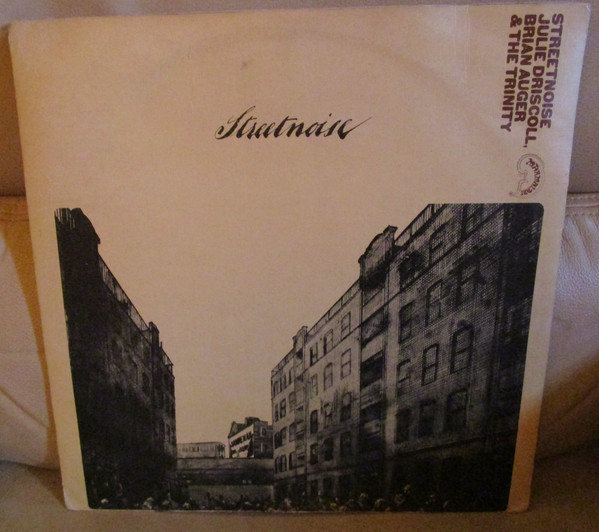 Streetnoise
STREETNOISE
JULIE DRISCOLL,
BRIAN AUGER
& THE TRINITY